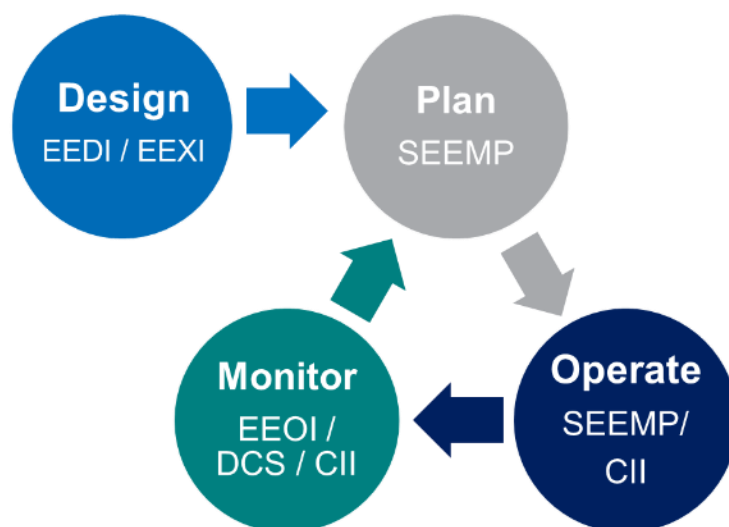 Design
EEDI / EEXI
Plan
SEEMP
Operate
SEEMP/
CII
Monitor
EEOI /
DCS / CII